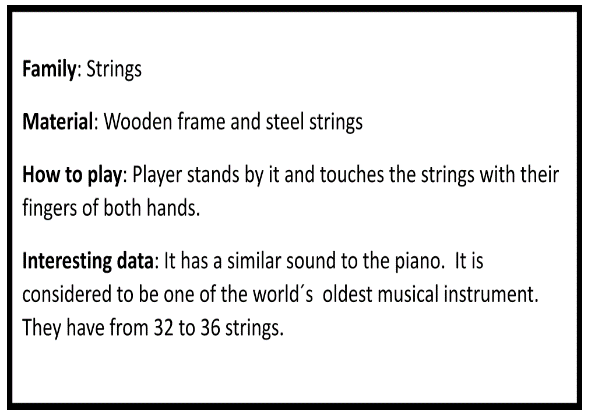 Family: Strings
Material: Wooden frame and steel strings
How to play: Player stands by it and touches the strings with their
fingers of both hands.
Interesting data: It has a similar sound to the piano.  It is
considered to be one of the world´s  oldest musical instrument.
They have from 32 to 36 strings.